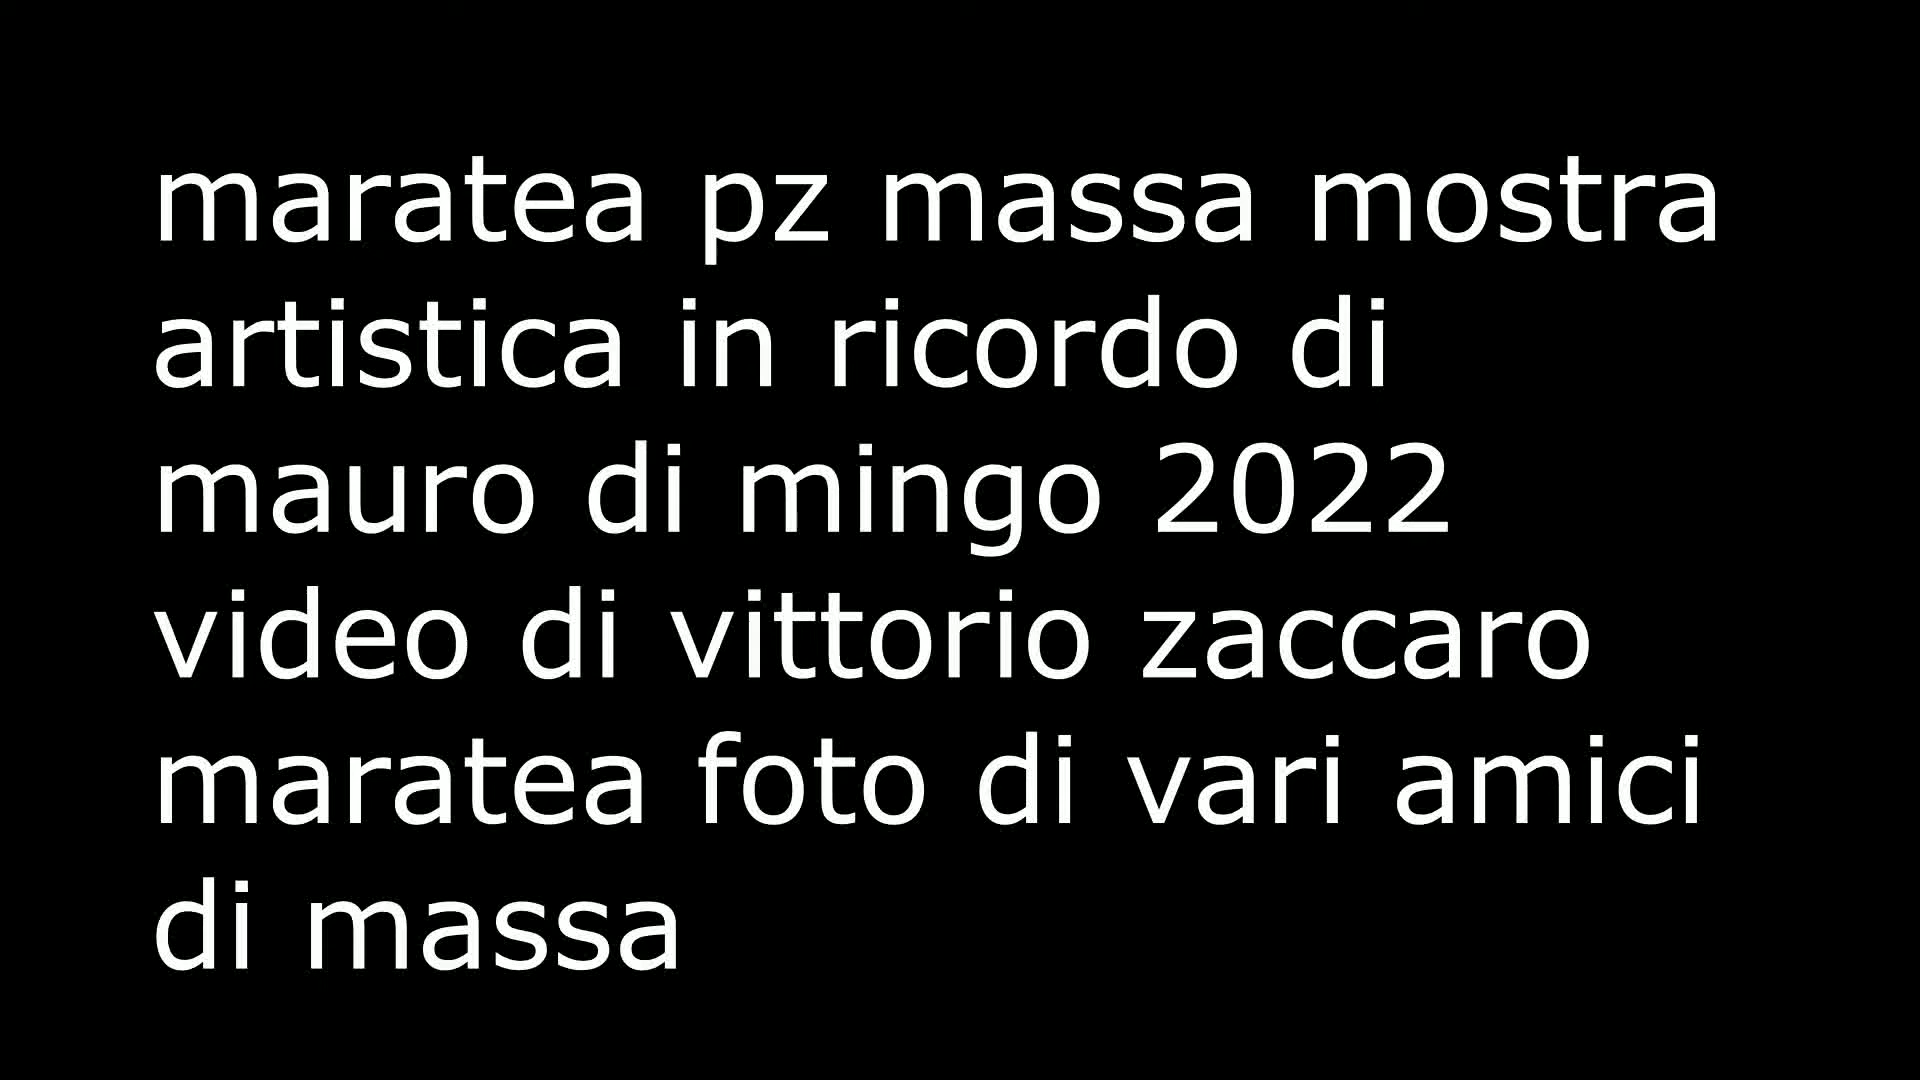 maratea pz massa mostra
artistica in ricordo di
mauro di mingo 2022
video di vittorio zaccaro
maratea foto di vari amici
di massa